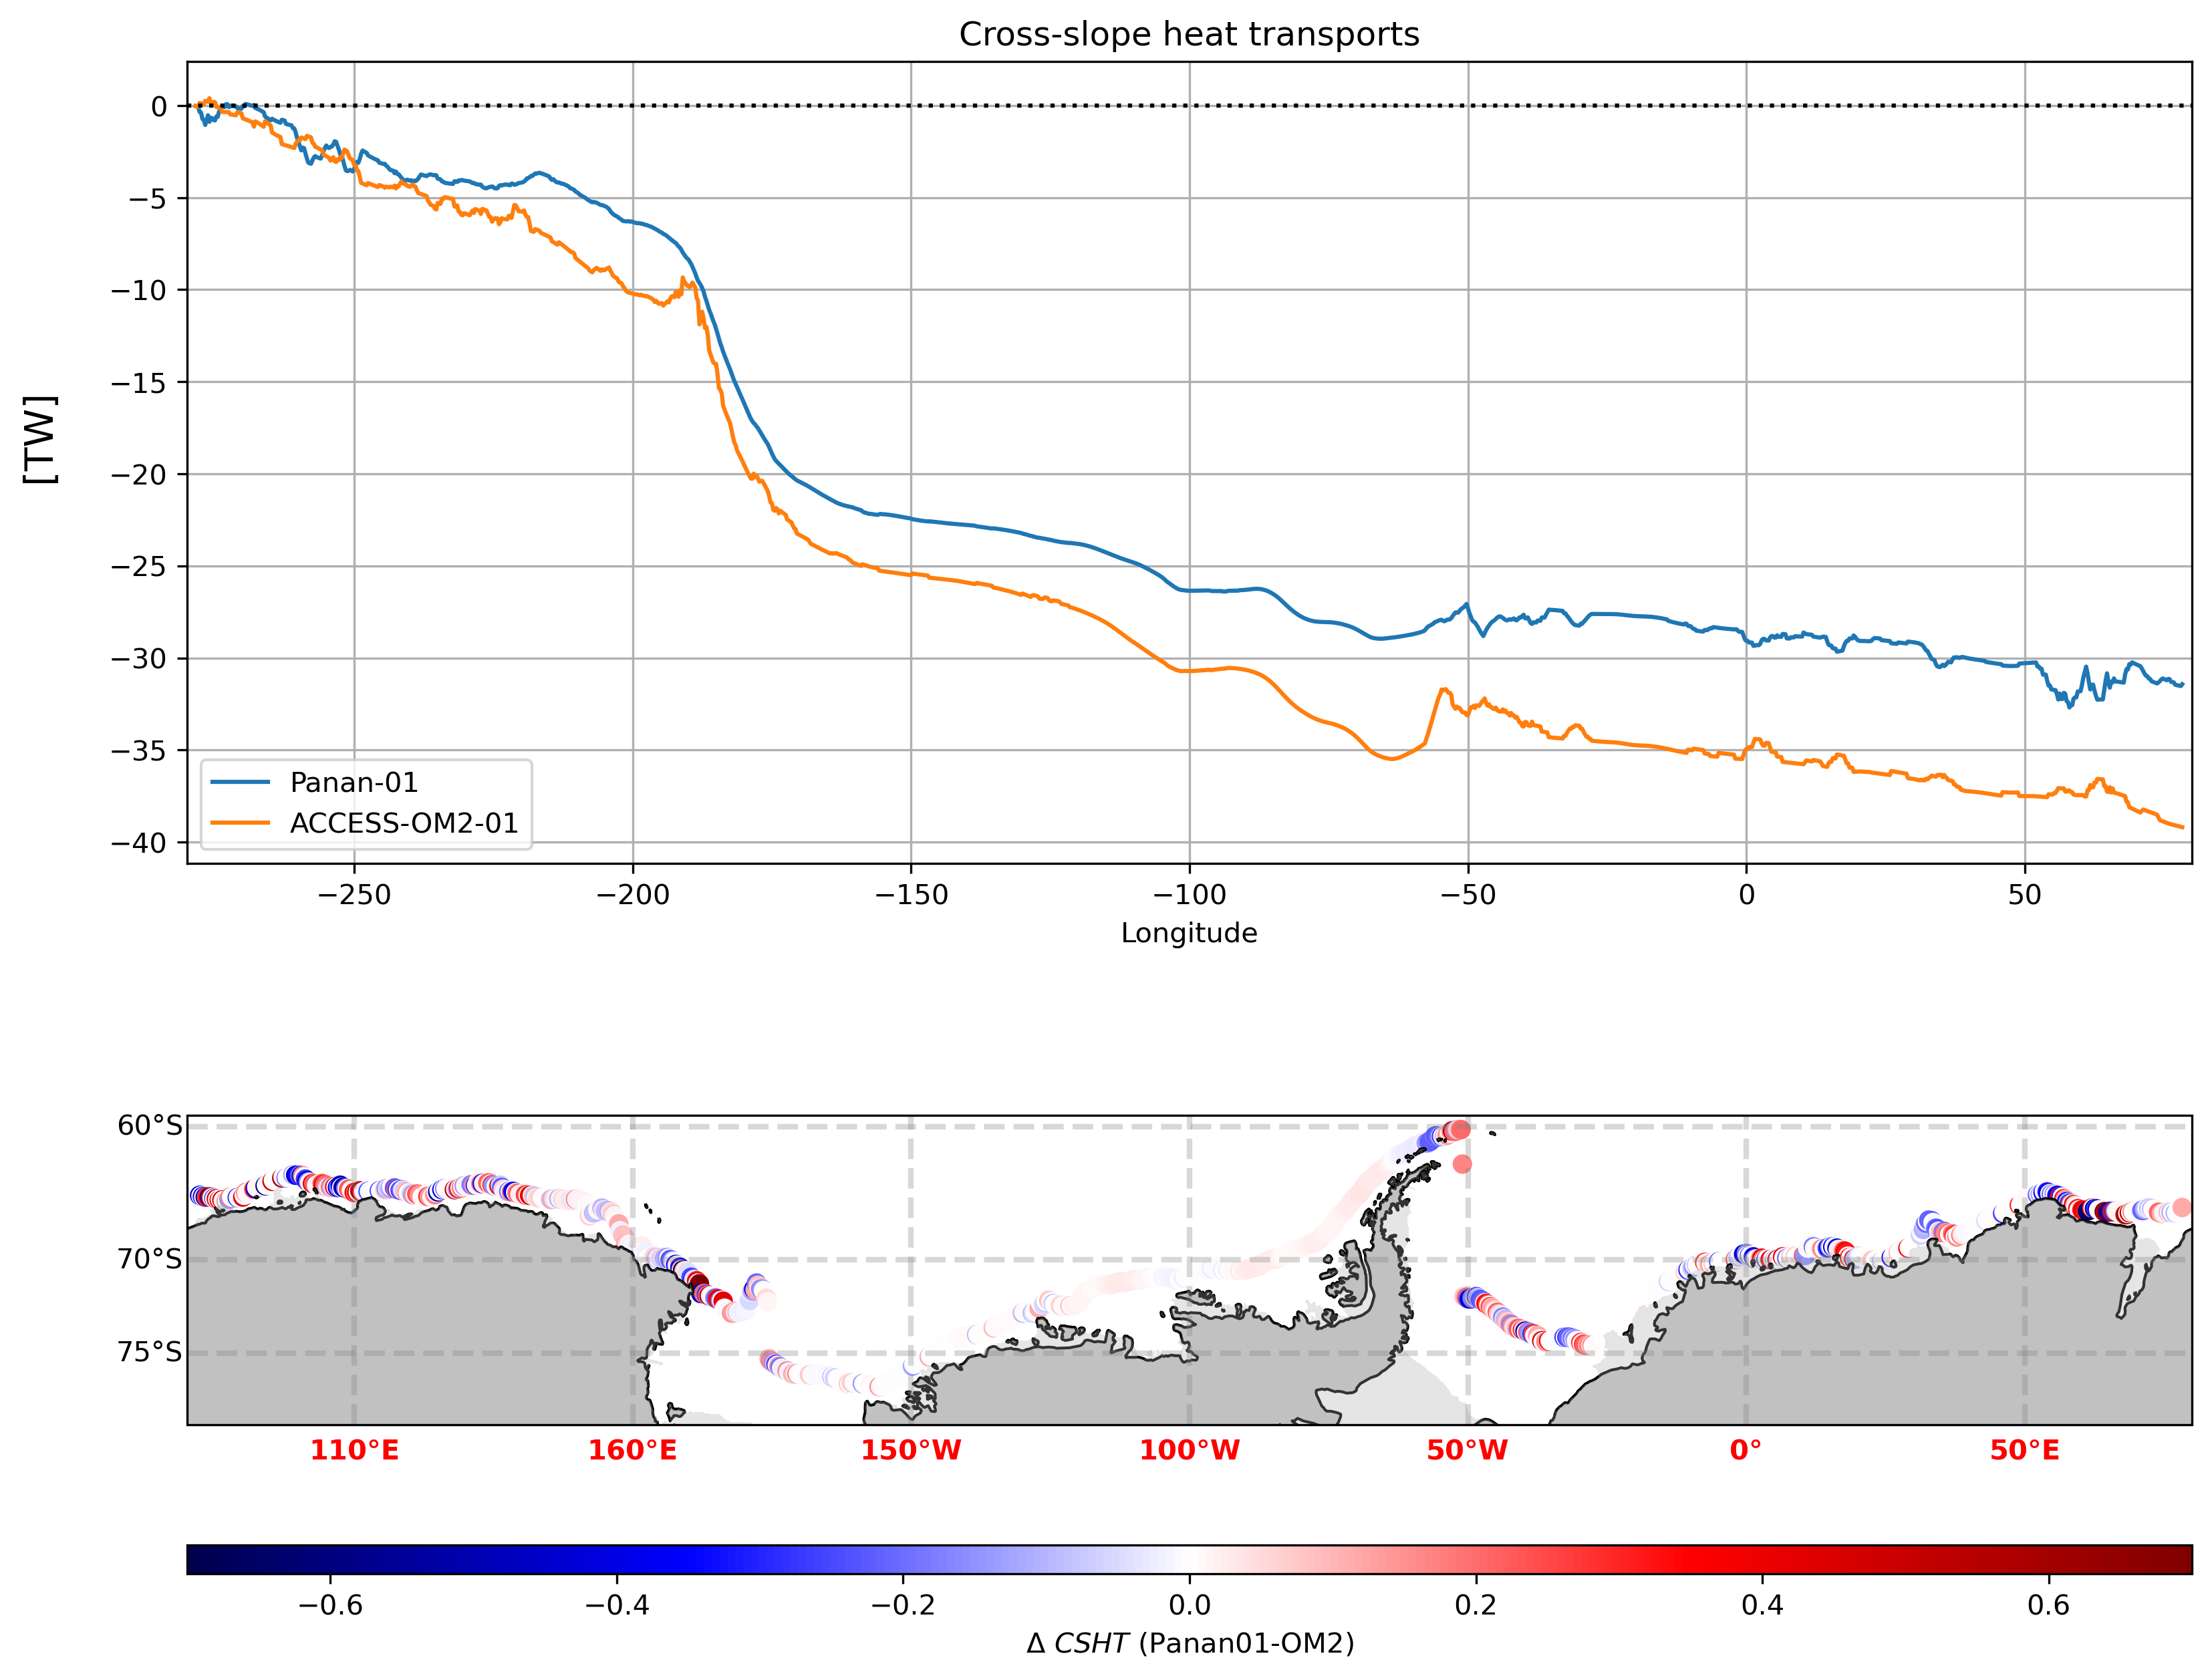 Cross-slope heat transports
0
−5
−10
−15
−20
−25
−30
−35
−40
[TW]
Panan-01
ACCESS-OM2-01
−250 −200 −150 −100 −50 0 50
Longitude
60°S
70°S
75°S
110°E 160°E 150°W 100°W 50°W 0° 50°E
−0.6 −0.4 −0.2 0.0 0.2 0.4 0.6
Δ CSHT (Panan01-OM2)